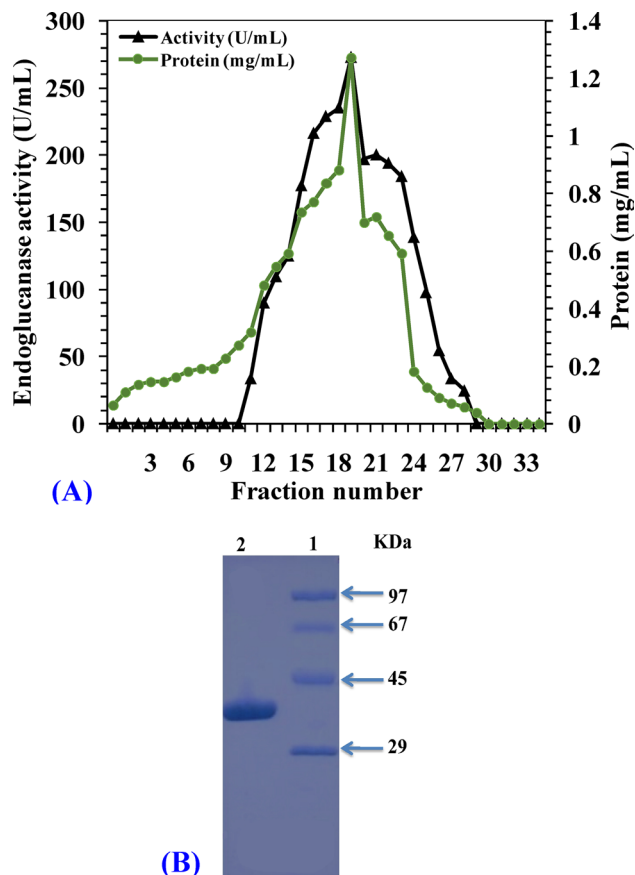 Activity (U/mL)
Protein (mg/mL)
Endoglucanase activity (U/mL)
300
250
200
150
100
50
0
Protein (mg/mL)
1.4
1.2
1
0.8
0.6
0.4
0.2
0
3 6 9 12 15 18 21 24 27 30 33
Fraction number
(A)
2 1 KDa
97
67
45
29
(B)